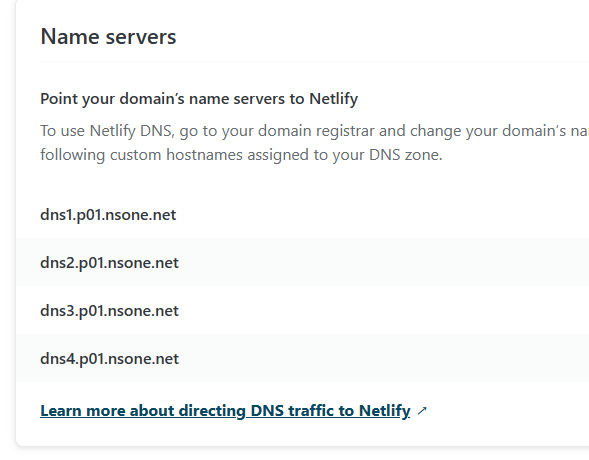 Name servers
Point your domain's name servers to Netlify
To use Netlify DNS, go to your domain registrar and change your domain's
following custom hostnames assigned to your DNS zone.
dns1.p01.nsone.net
dns2.p01.nsone.net
dns3.p01.nsone.net
dns4.p01.nsone.net
Learn more about directing DNS traffic to Netlify ↗